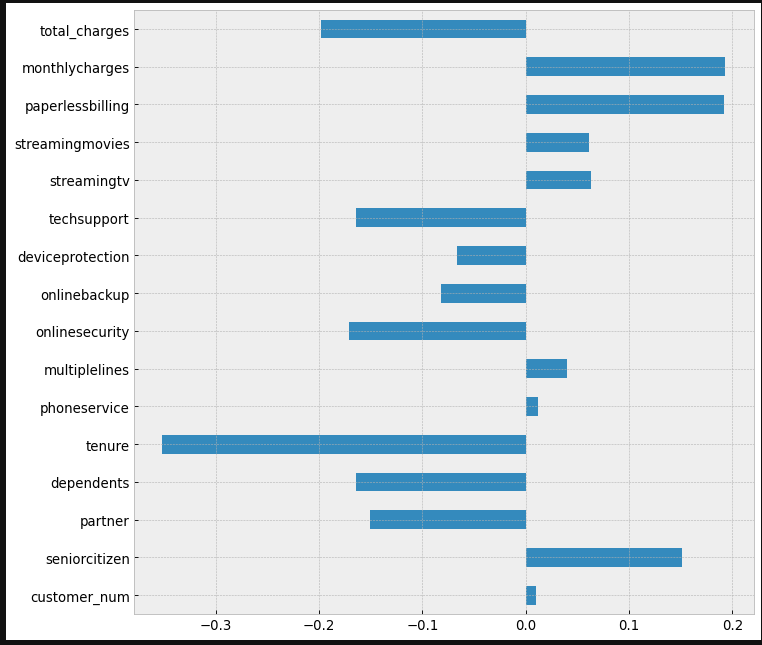 total_charges
monthlycharges
paperlessbilling
streamingmovies
streamingtv
techsupport
deviceprotection
onlinebackup
onlinesecurity
multiplelines
phoneservice
tenure
dependents
partner
seniorcitizen
customer_num
−0.3 −0.2 −0.1 0.0 0.1 0.2